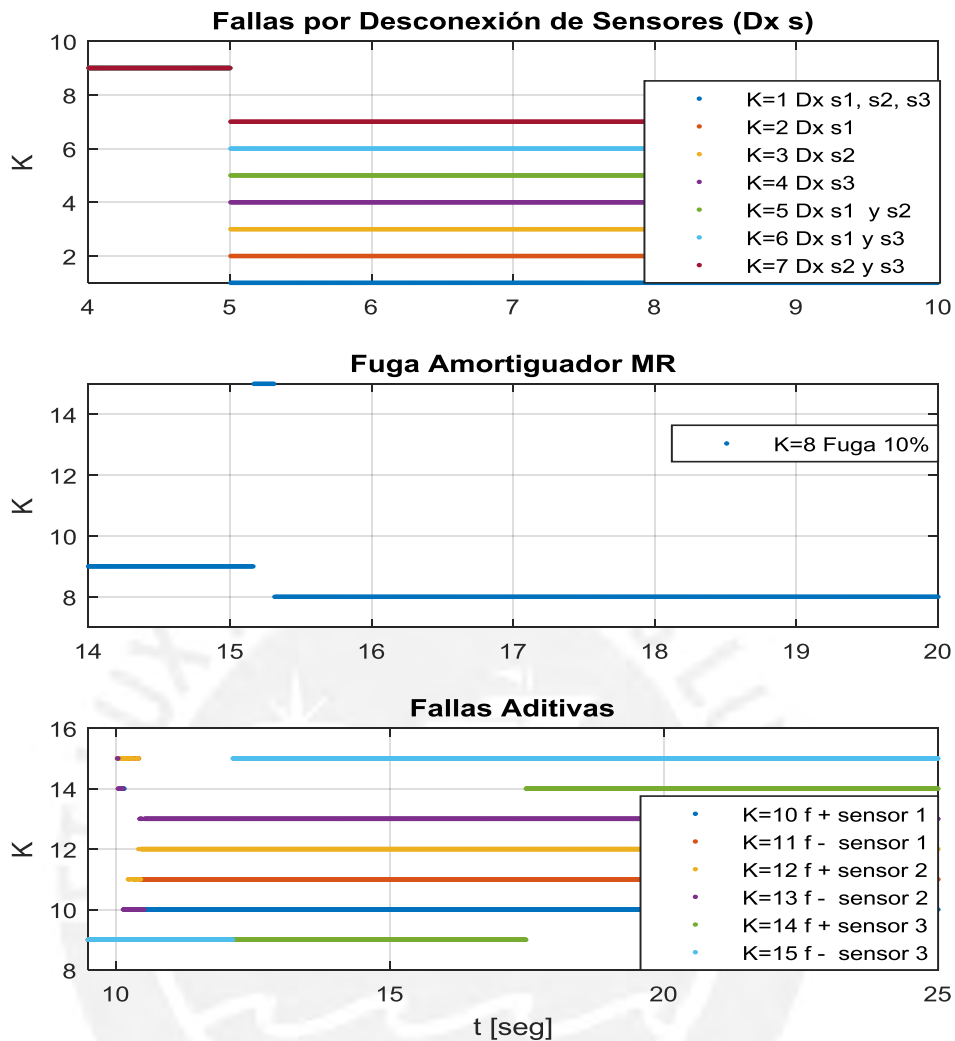 Fallas por Desconexión de Sensores (Dx s)
10
8
6
4
2
K
K=1 Dx s1, s2, s3
K=2 Dx s1
K=3 Dx s2
K=4 Dx s3
K=5 Dx s1 y s2
K=6 Dx s1 y s3
K=7 Dx s2 y s3
4 5 6 7 8 9 10
Fuga Amortiguador MR
14
12
10
8
K
K=8 Fuga 10%
14 15 16 17 18 19 20
Fallas Aditivas
16
14
12
10
8
K
K=10 f + sensor 1
K=11 f - sensor 1
K=12 f + sensor 2
K=13 f - sensor 2
K=14 f + sensor 3
K=15 f - sensor 3
10 15 20 25
t [seg]